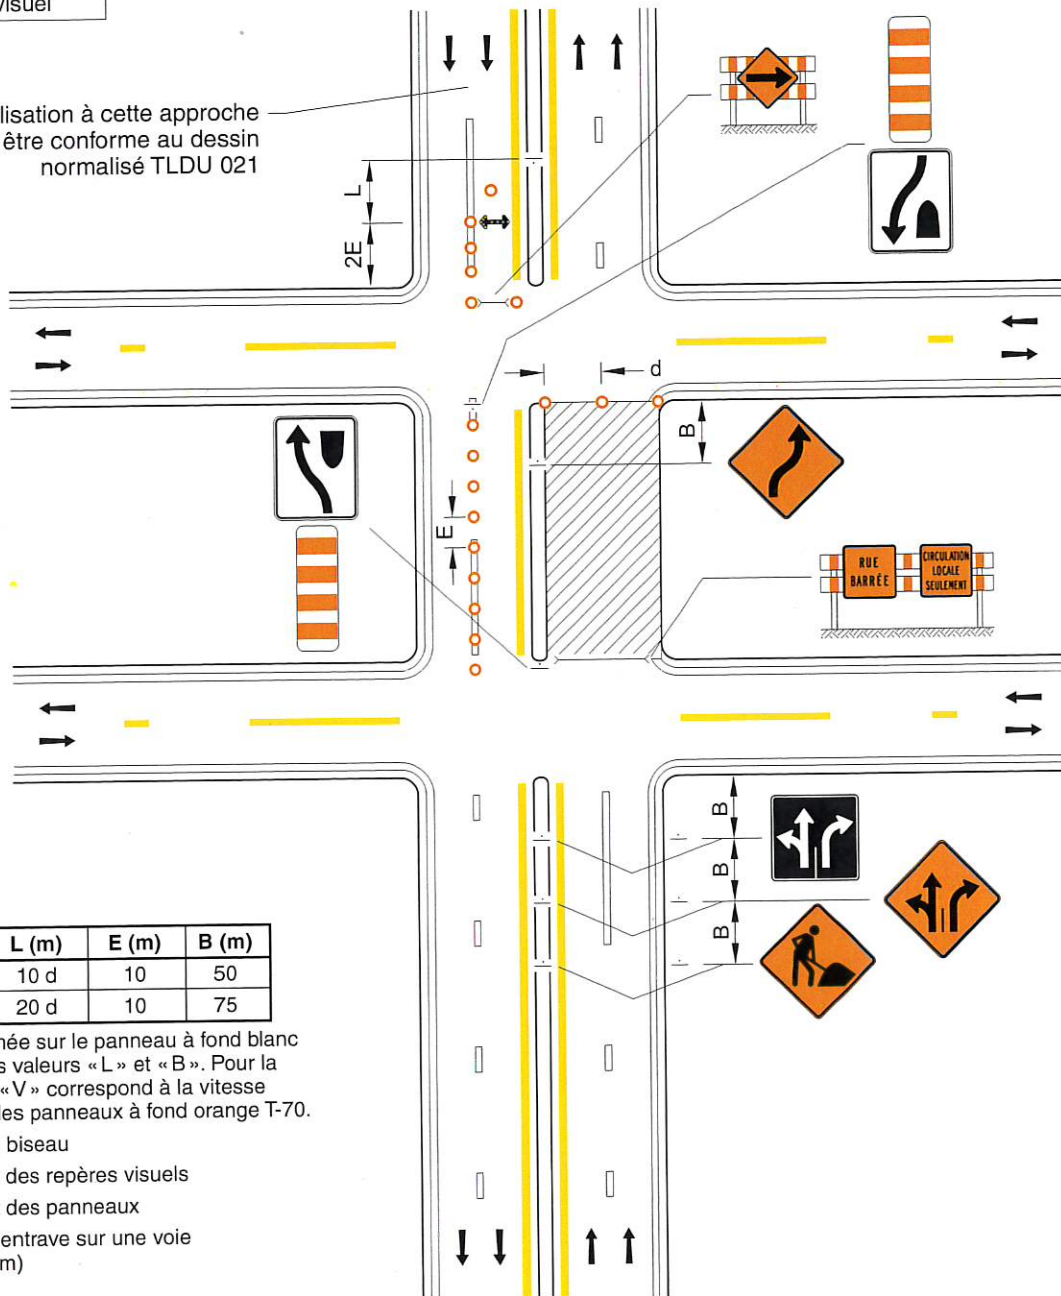 visuel
lisation à cette approche
être conforme au dessin
normalisé TLDU 021
L
2E
d
B
E
RUE
BARRÉE
CIRCULATION
LOCALE
SEULEMENT
B
B
B
L (m) E (m) B (m)
10 d 10 50
20 d 10 75
née sur le panneau à fond blanc
s valeurs « L » et « B ». Pour la
« V » correspond à la vitesse
les panneaux à fond orange T-70.
biseau
des repères visuels
des panneaux
entrave sur une voie
m)